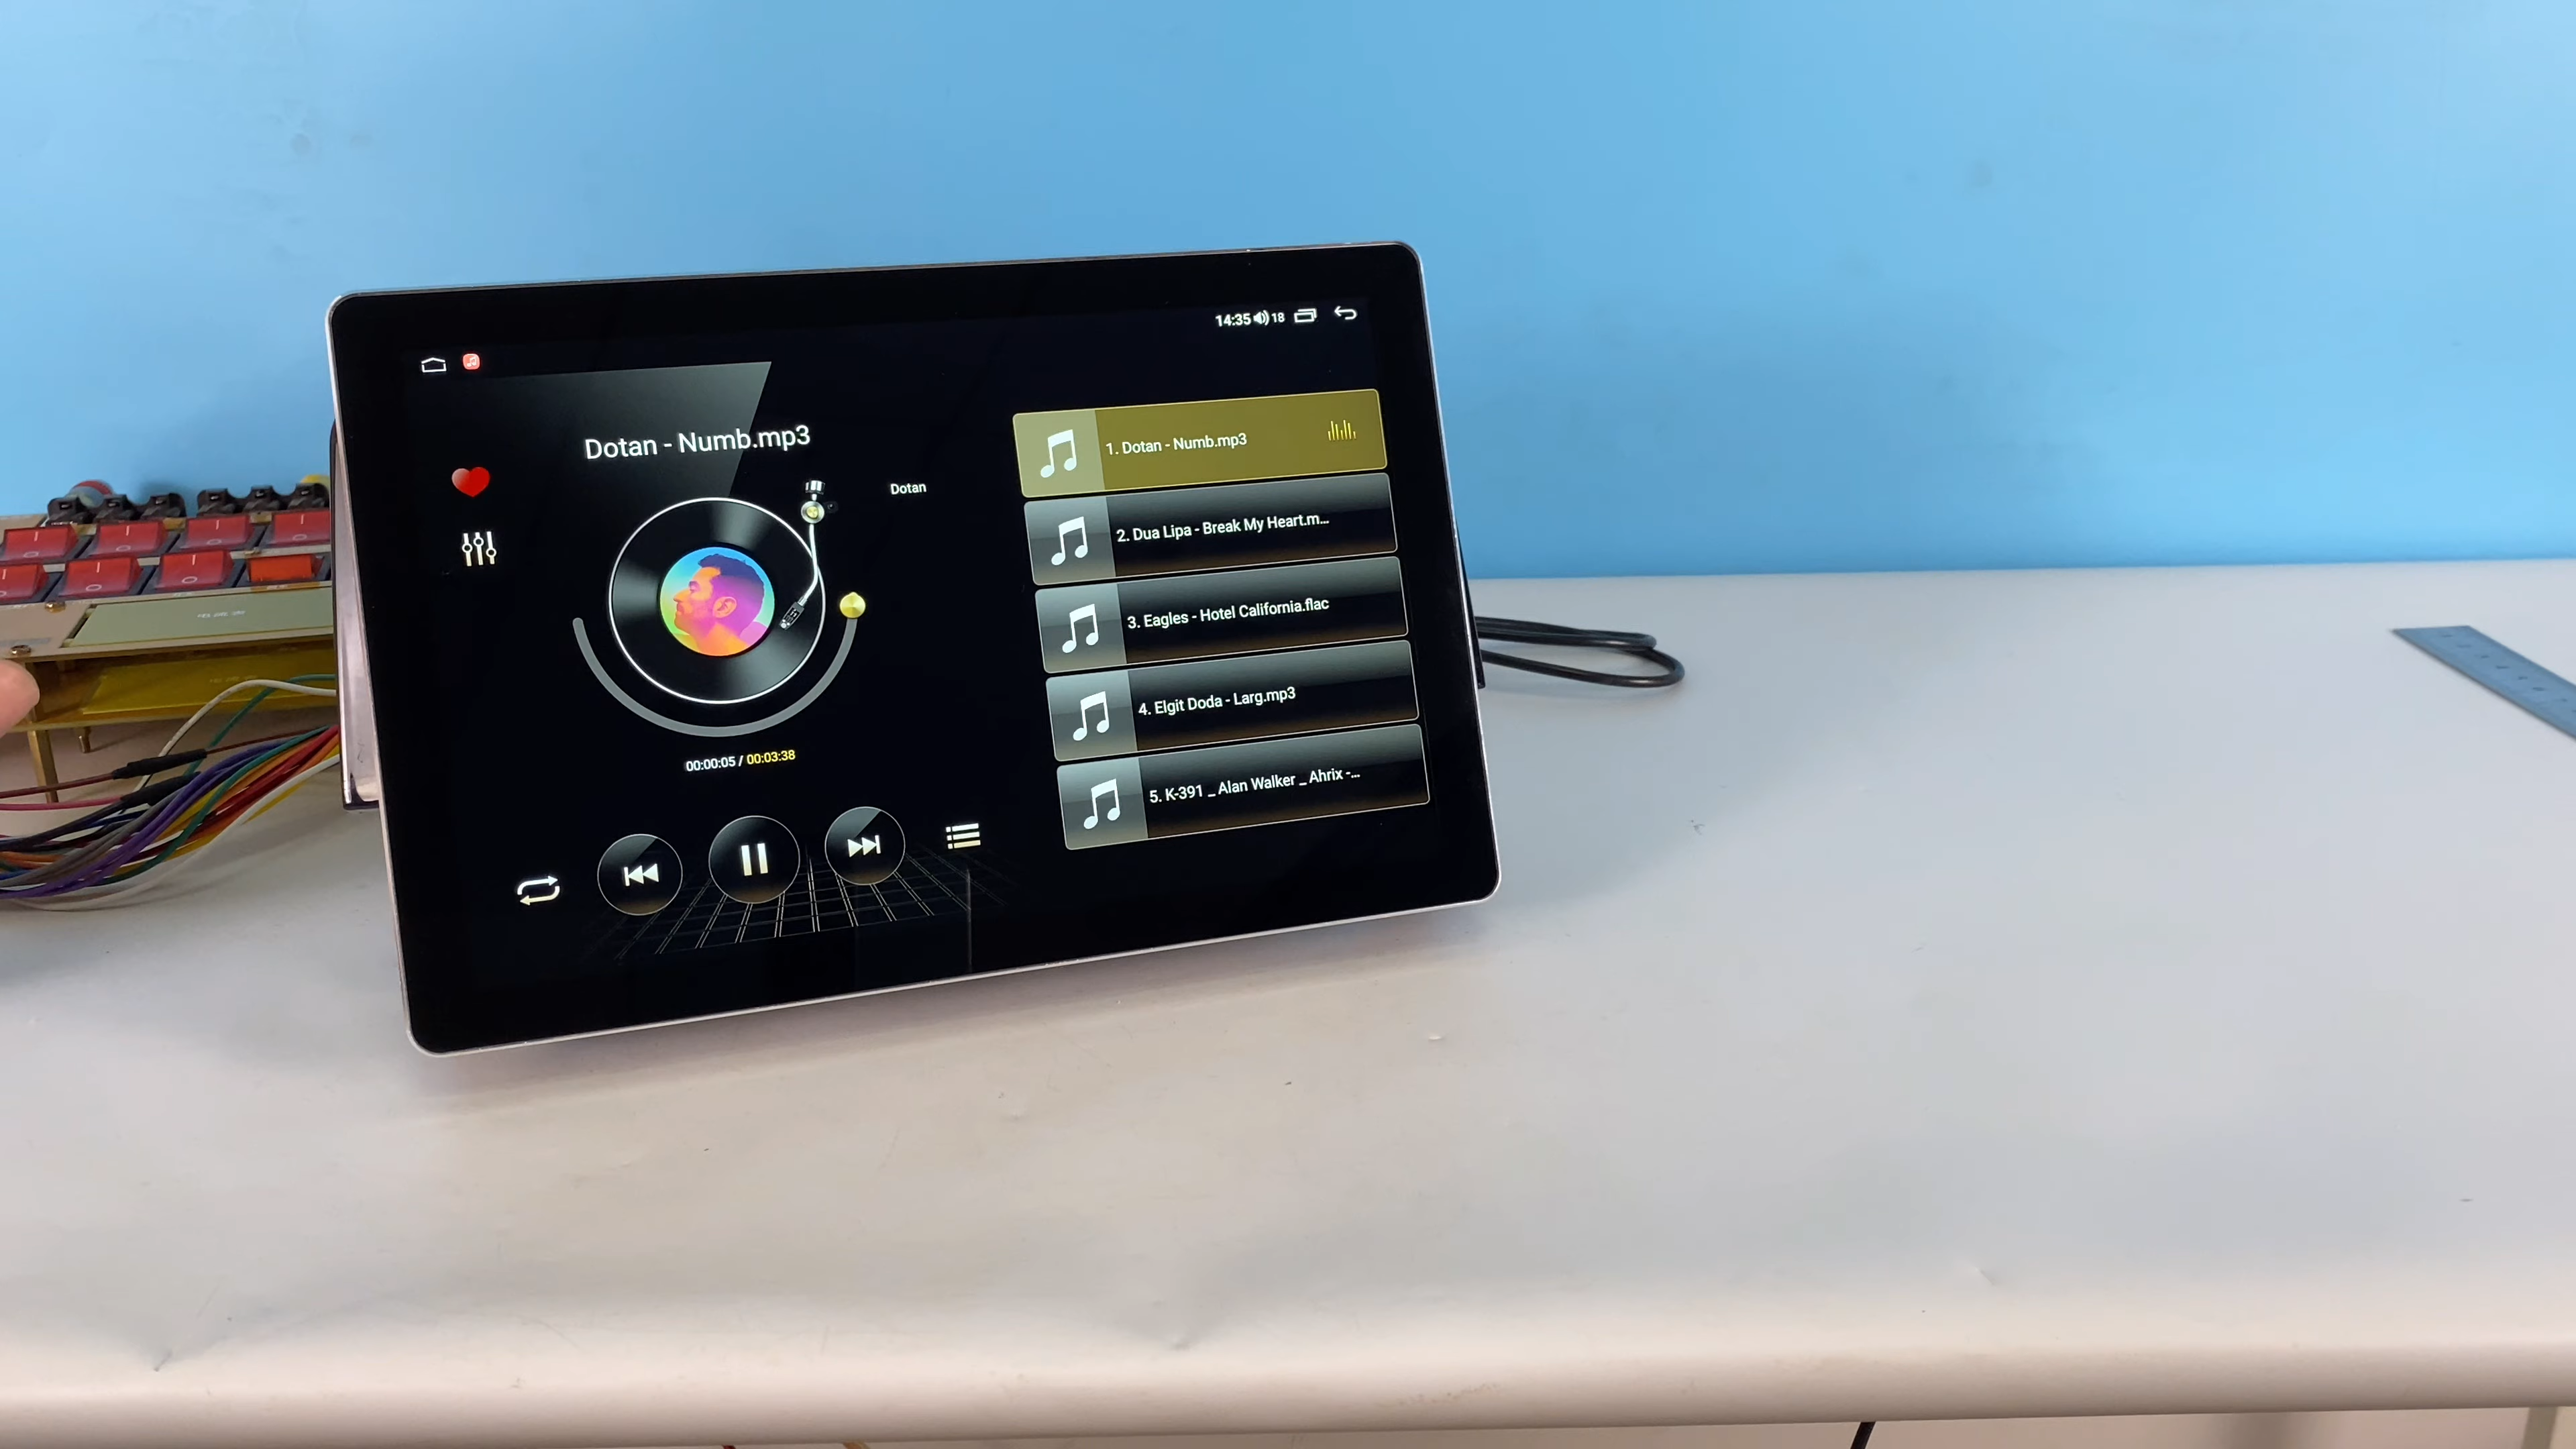 14:35 18
Dotan - Numb.mp3
Dotan
00:00:05 / 00:03:38
1. Dotan - Numb.mp3
2. Dua Lipa - Break My Heart.m...
3. Eagles - Hotel California.flac
4. Elgit Doda - Larg.mp3
5. K-391 _ Alan Walker _ Ahrix -...